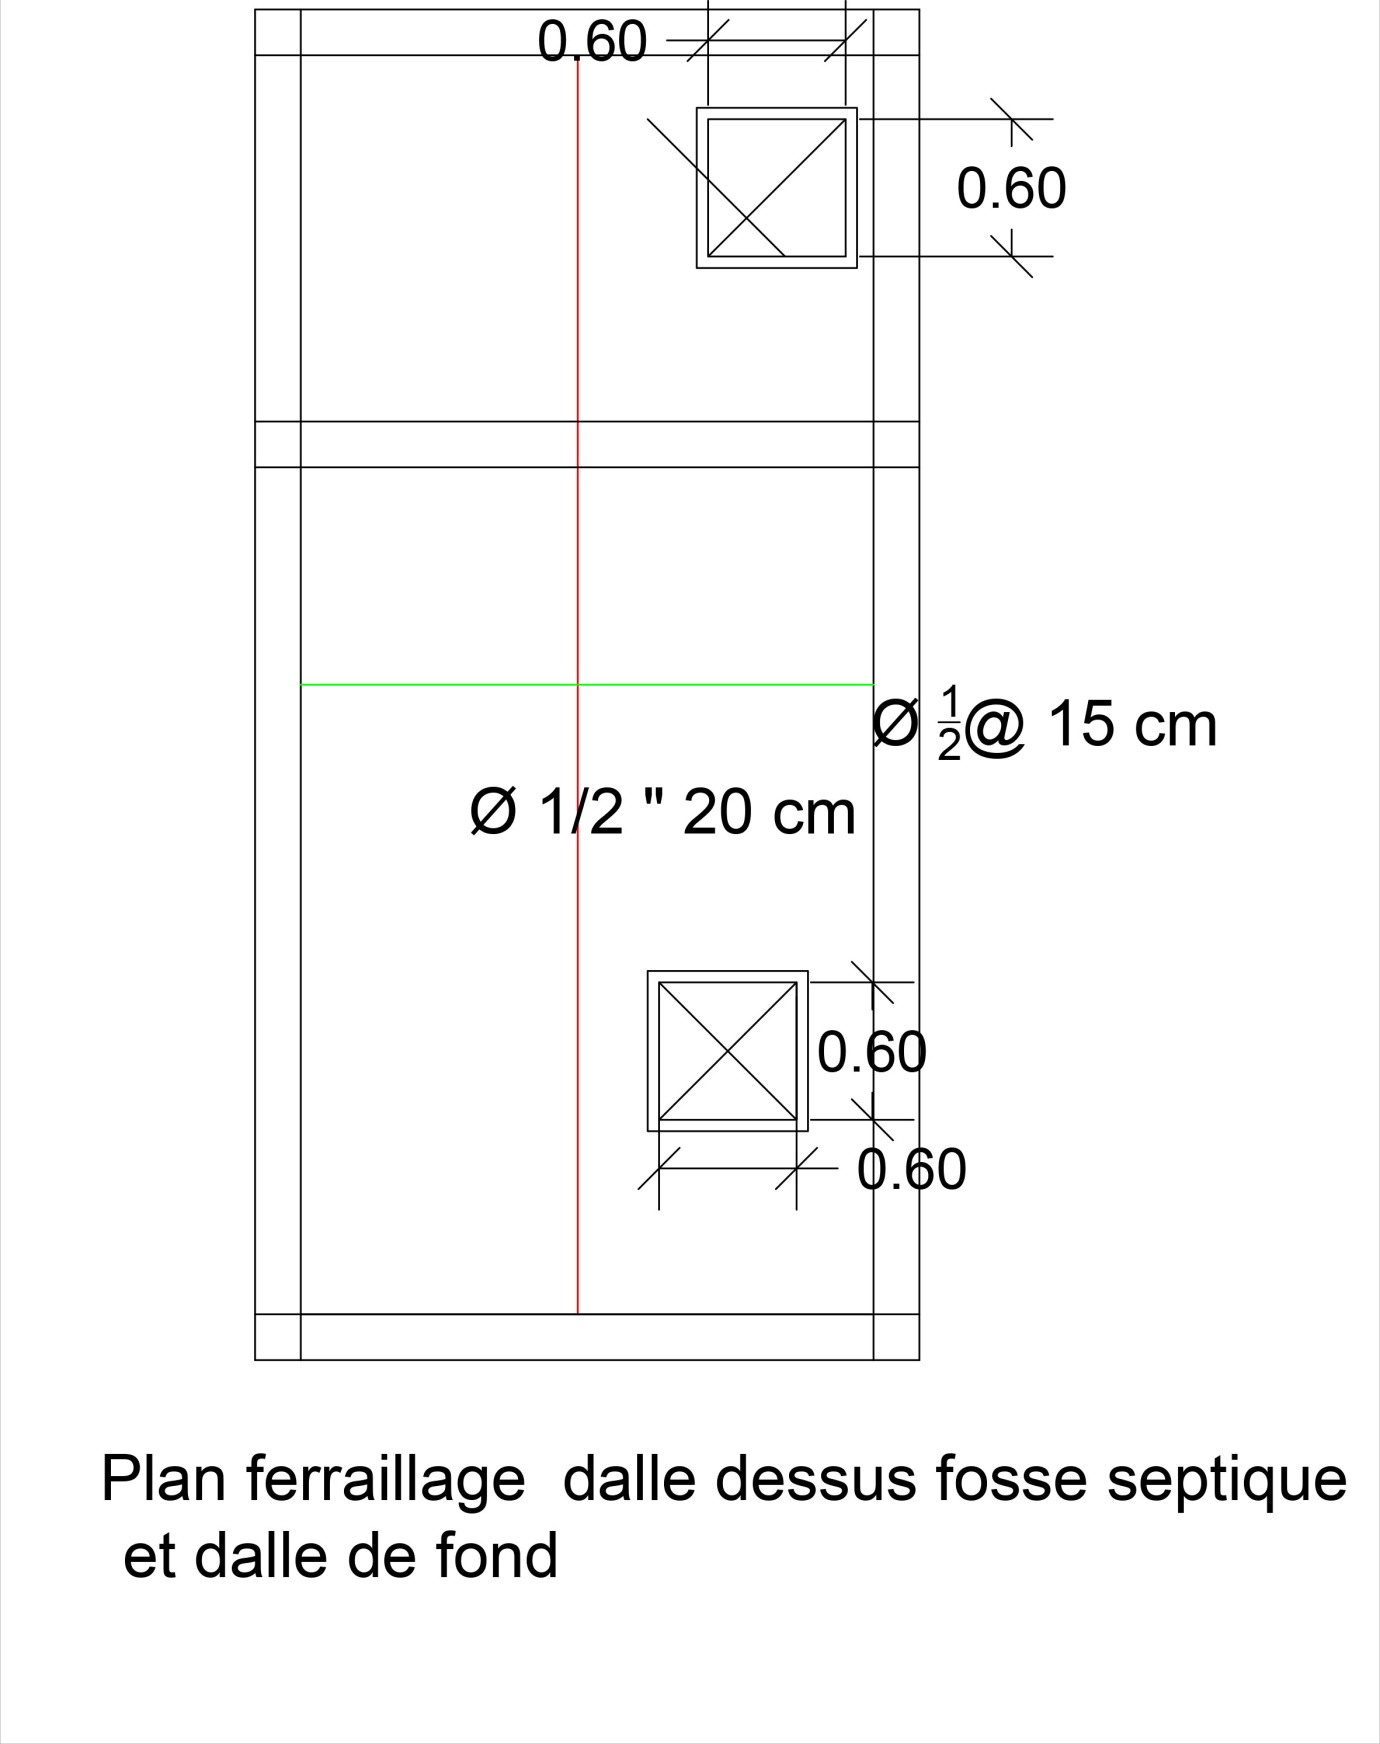 0.60
0.60
Ø ½@ 15 cm
Ø 1/2 " 20 cm
0.60
0.60
Plan ferraillage dalle dessus fosse septique
et dalle de fond